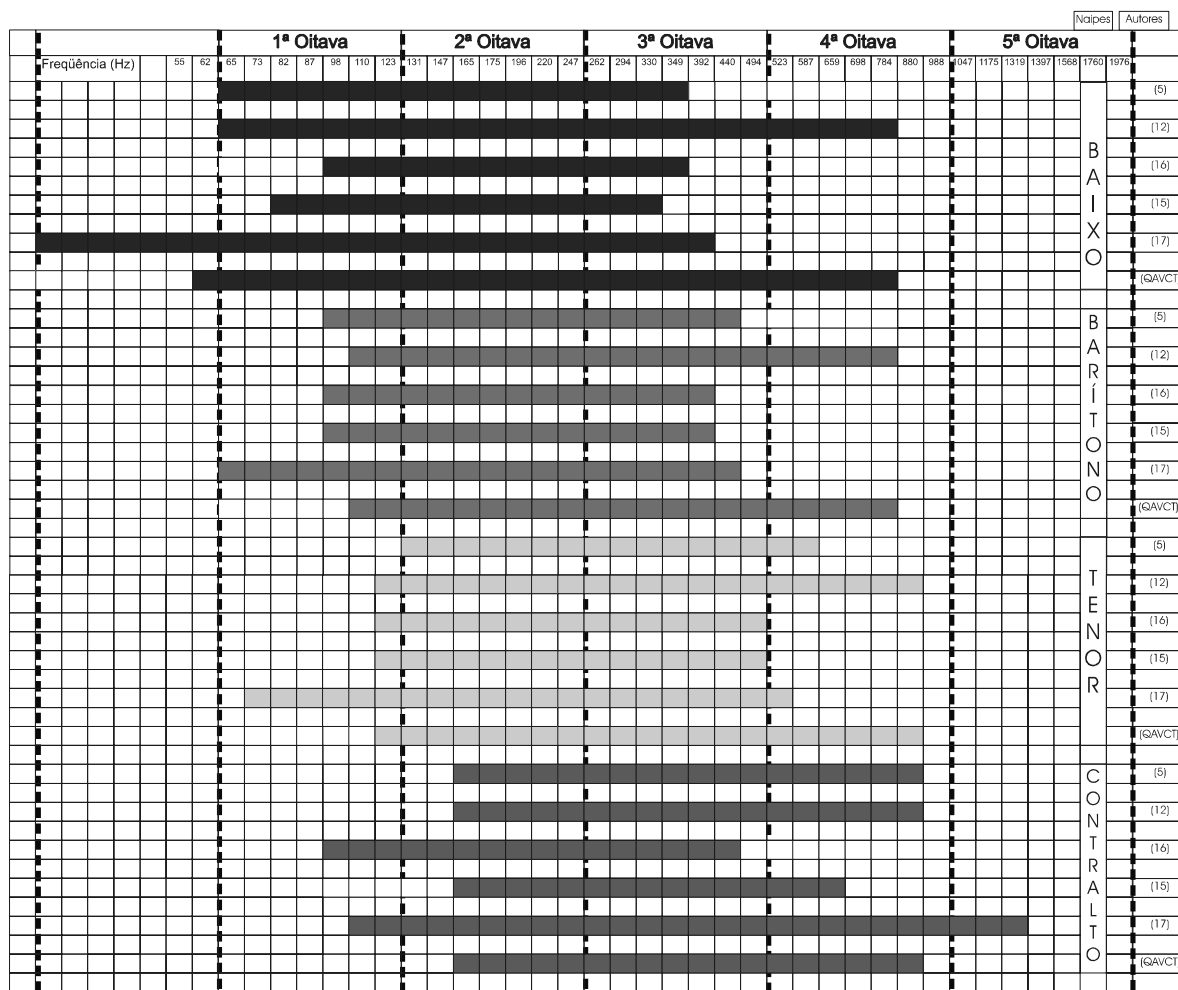 Naipes Autores
1ª Oitava 2ª Oitava 3ª Oitava 4ª Oitava 5ª Oitava
Freqüência (Hz) 55 62 65 73 82 87 98 110 123 131 147 165 175 196 220 247 262 294 330 349 392 440 494 523 587 659 698 784 880 988 1047 1175 1319 1397 1568 1760 1976
BAIXO
(5)
(12)
(16)
(15)
(17)
(QAVCT)
BARÍTONO
(5)
(12)
(16)
(15)
(17)
(QAVCT)
TENOR
(5)
(12)
(16)
(15)
(17)
(QAVCT)
CONTRALTO
(5)
(12)
(16)
(15)
(17)
(QAVCT